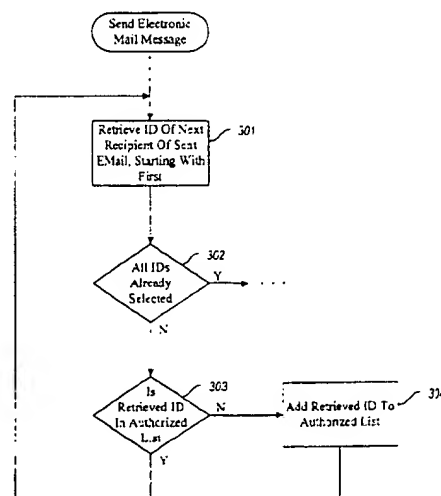 Send Electronic
Mail Message
Retrieve ID Of Next
Recipient Of Sent
EMail, Starting With
First
301
All IDs
Already
Selected
302
Y
N
Is
Retrieved ID
In Authorized
List
303
N
Y
Add Retrieved ID To
Authorized List